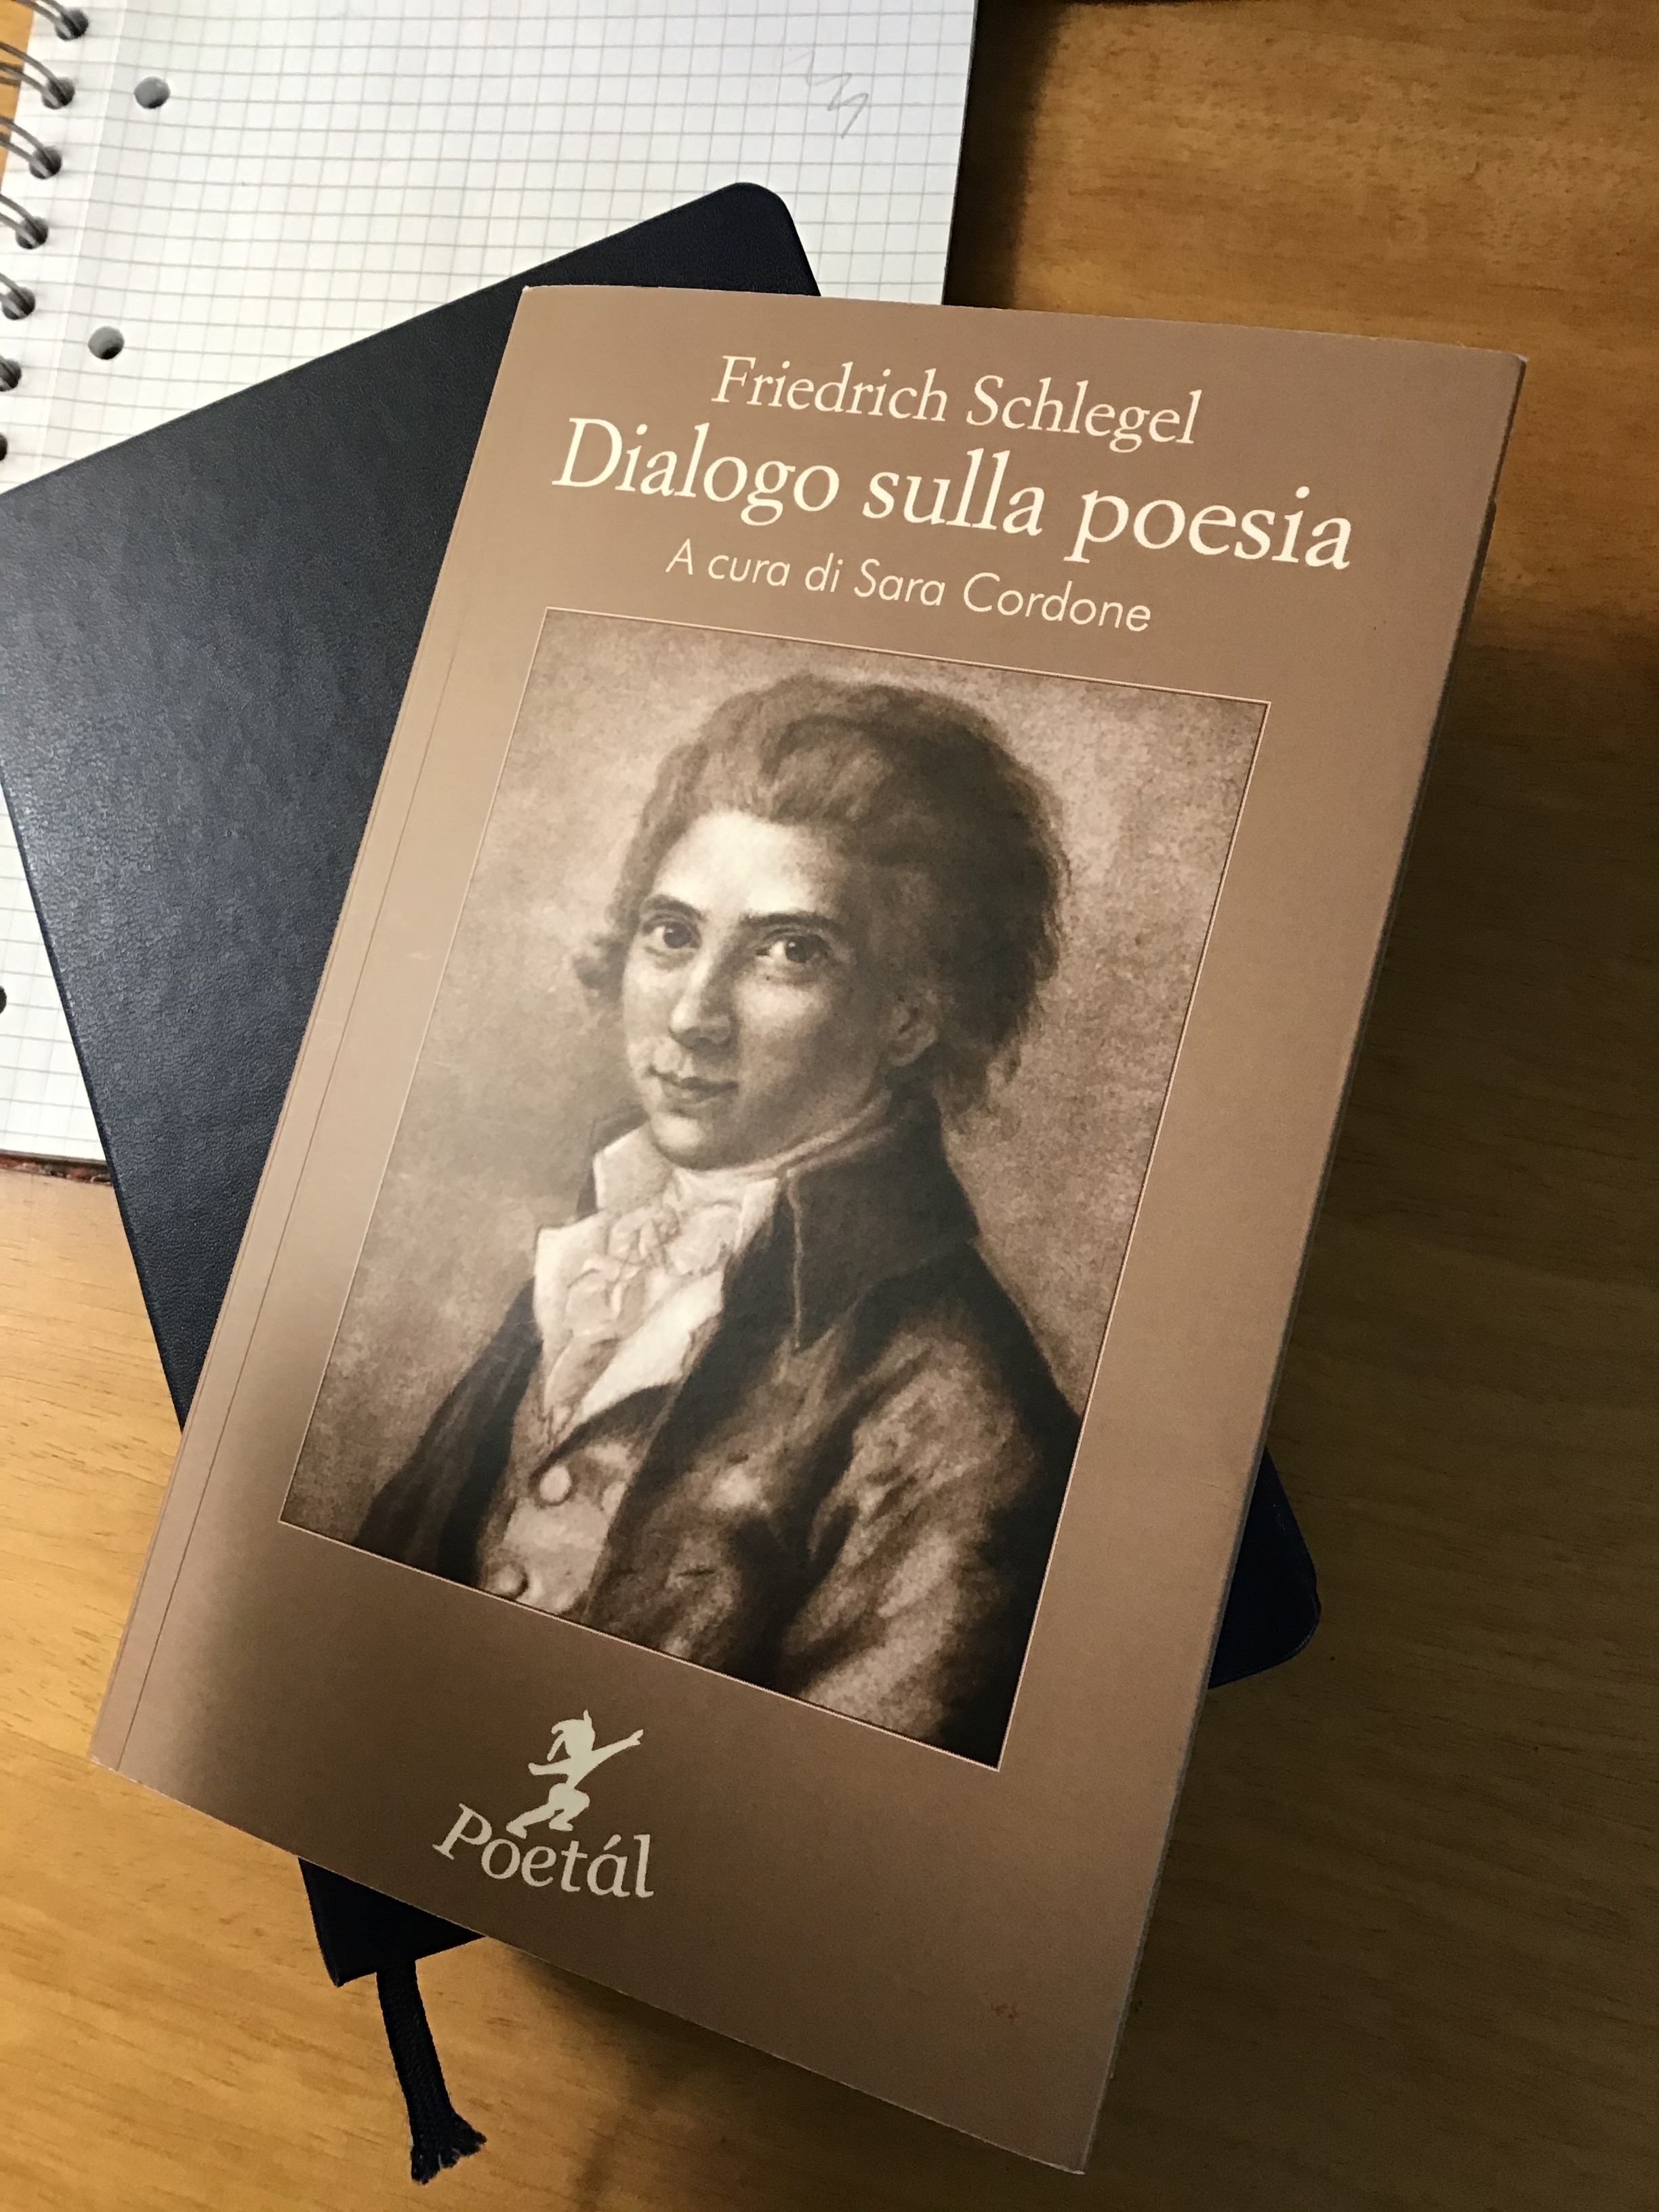 Friedrich Schlegel
Dialogo sulla poesia
A cura di Sara Cordone
Poetál